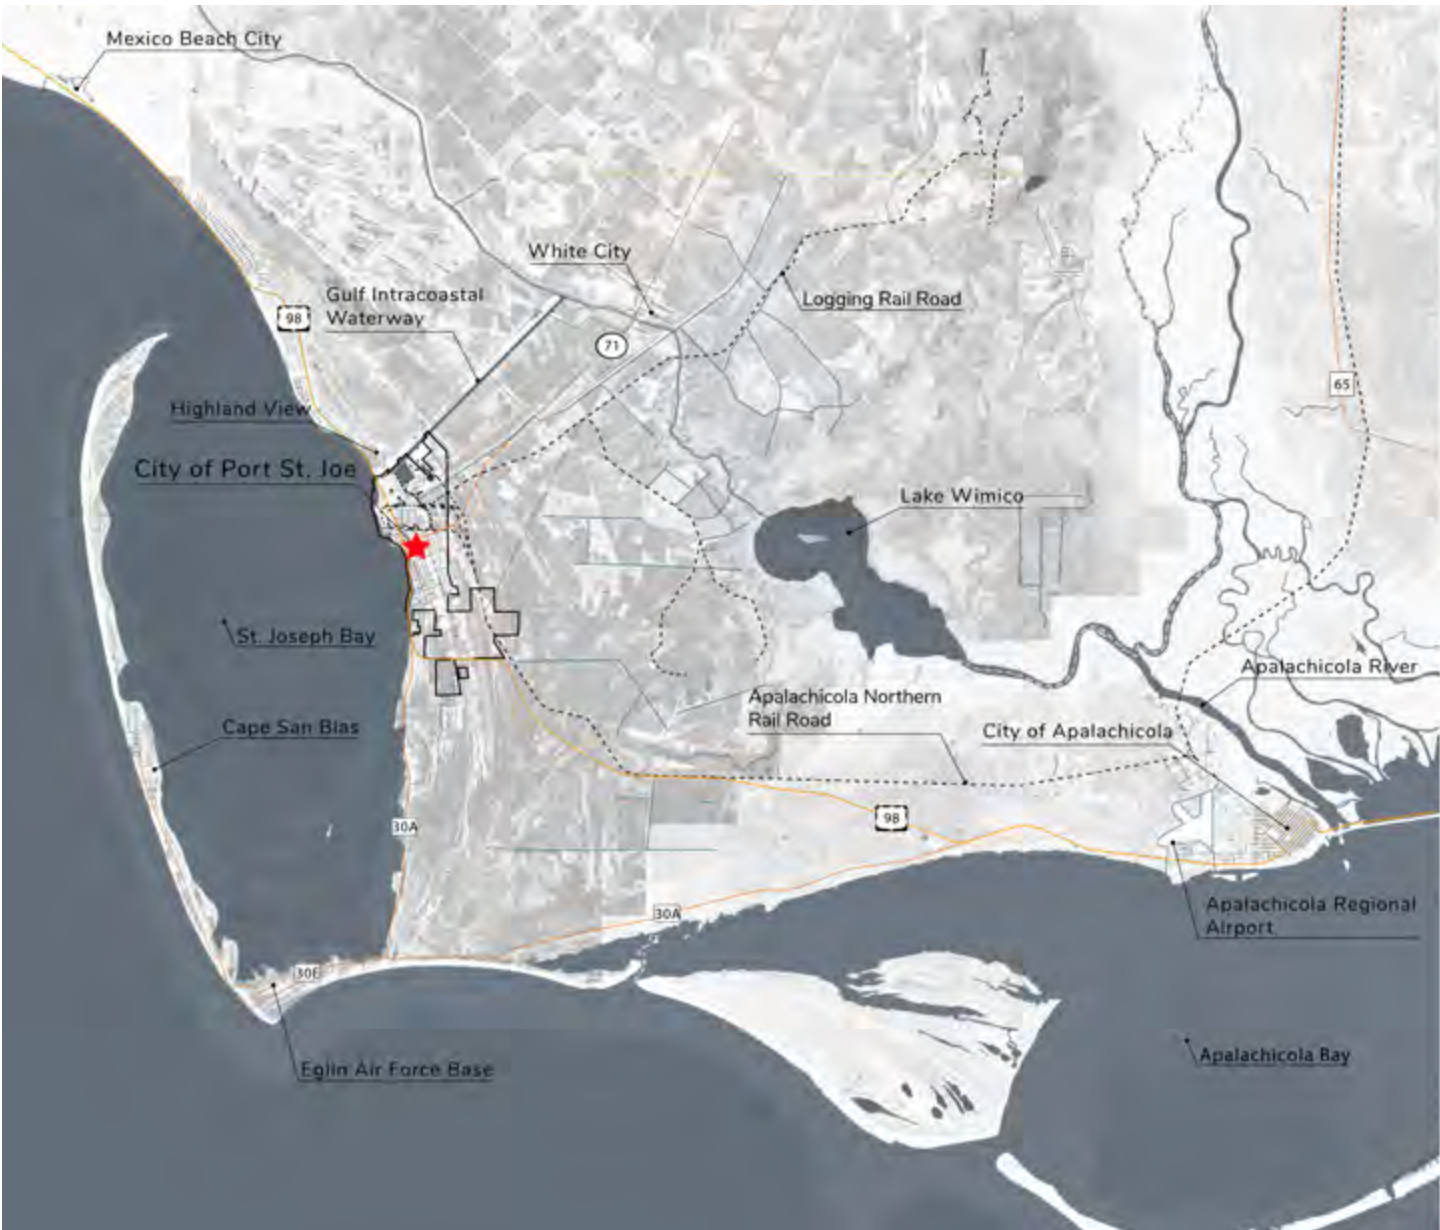 Mexico Beach City
White City
Gulf Intracoastal
Waterway
Logging Rail Road
98
71
65
Highland View
City of Port St. Joe
Lake Wimico
St. Joseph Bay
Apalachicola River
Apalachicola Northern
Rail Road
Cape San Blas
City of Apalachicola
98
30A
30A
Apalachicola Regional
Airport
30E
Eglin Air Force Base
Apalachicola Bay